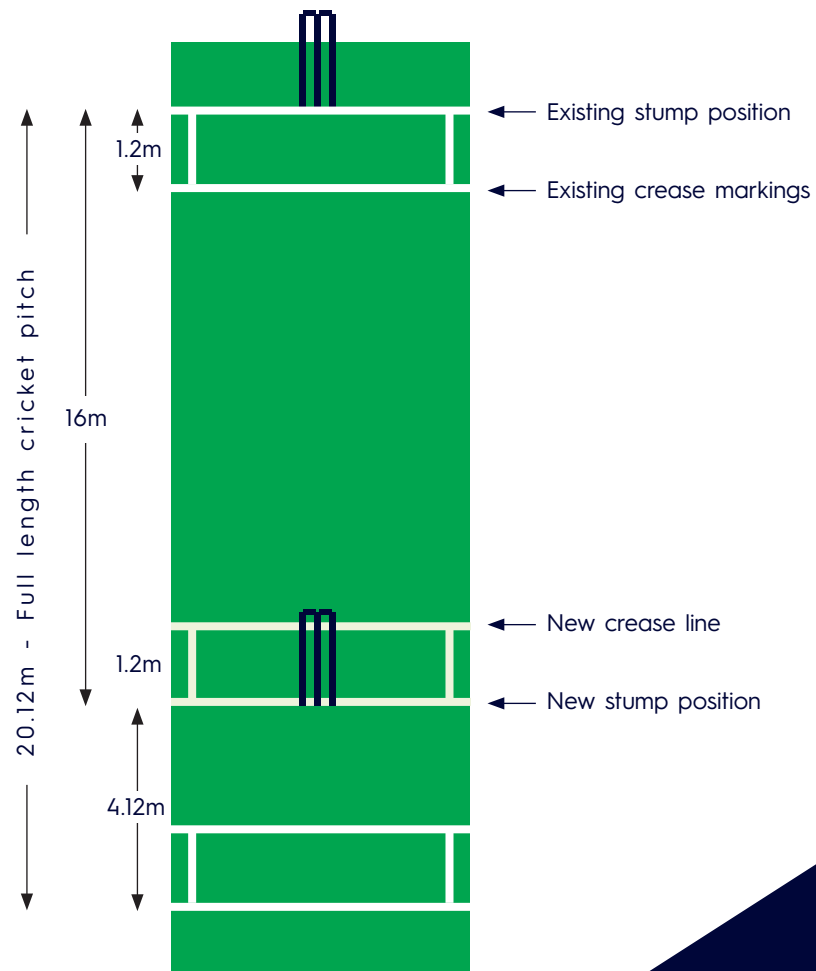 Existing stump position
1.2m
Existing crease markings
20.12m - Full length cricket pitch
16m
New crease line
1.2m
New stump position
4.12m